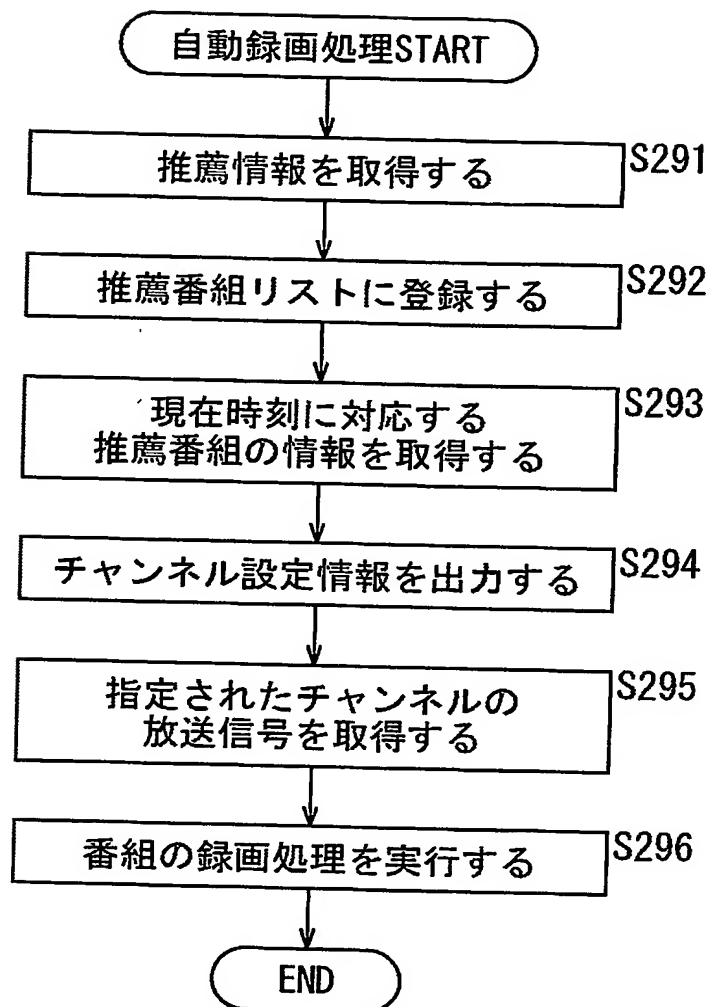 自動録画処理START
推薦情報を取得する
S291
推薦番組リストに登録する
S292
現在時刻に対応する
推薦番組の情報を取得する
S293
チャンネル設定情報を出力する
S294
指定されたチャンネルの
放送信号を取得する
S295
番組の録画処理を実行する
S296
END